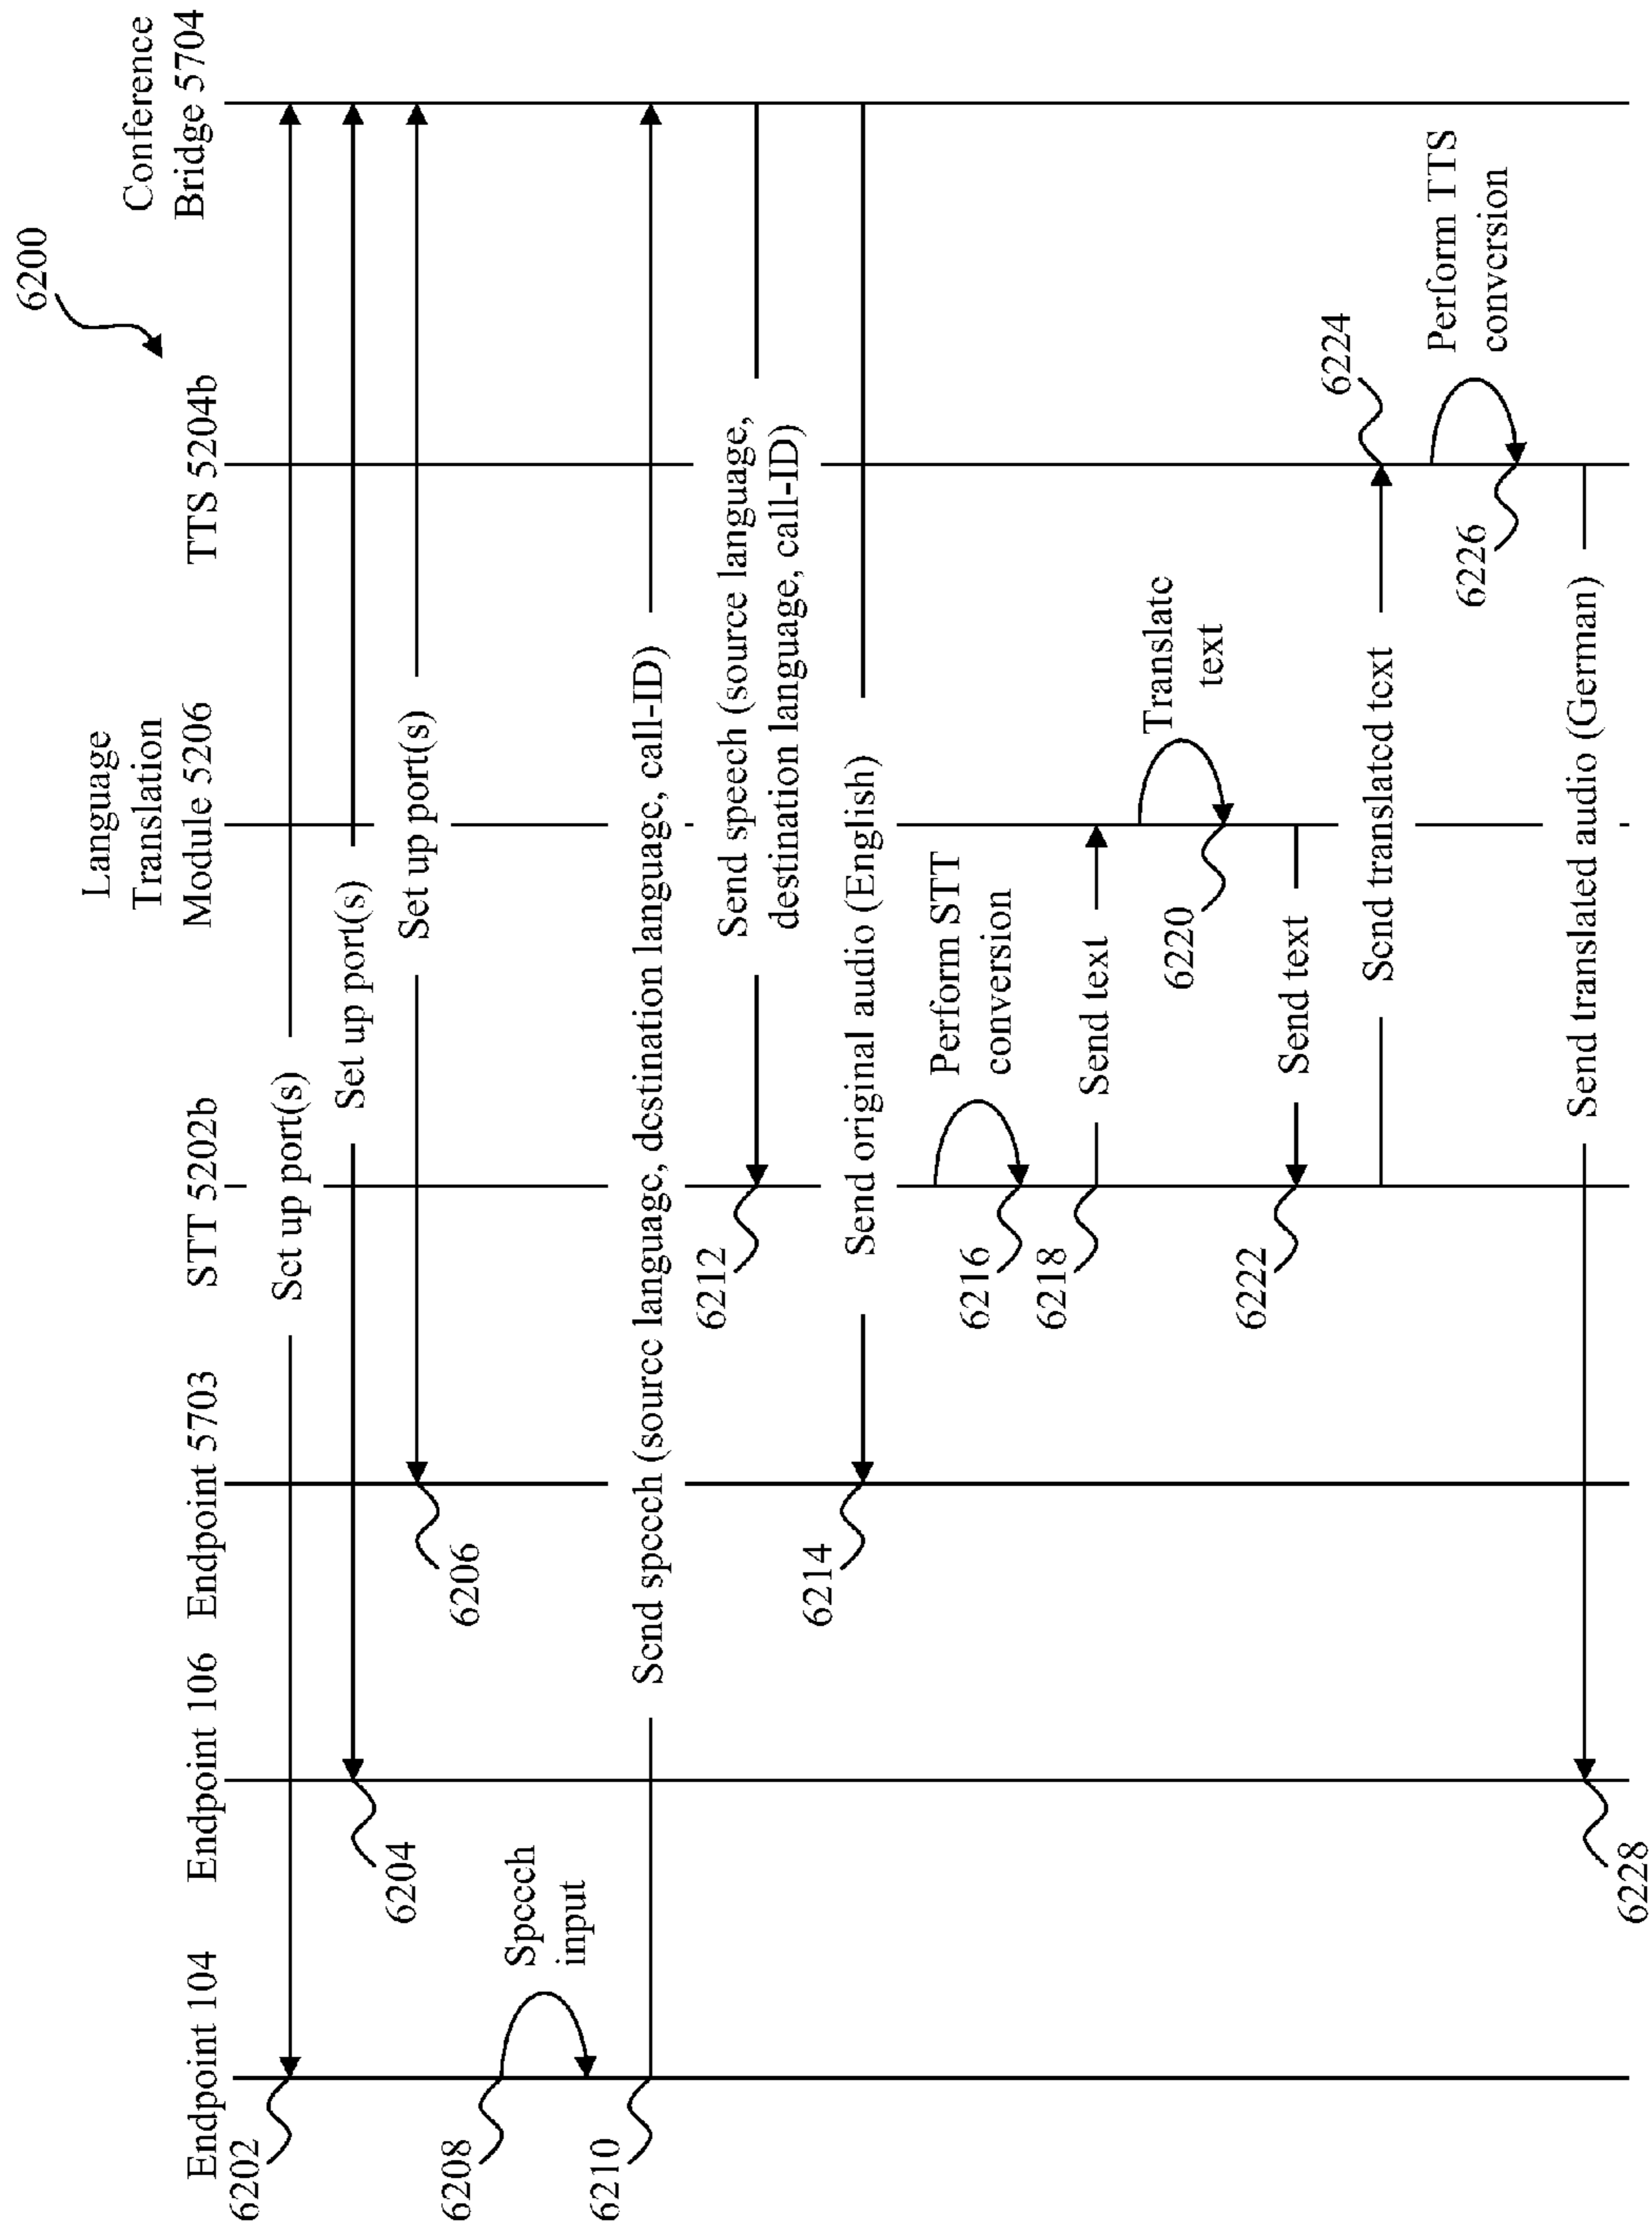 6200
Language
Translation
Module 5206
Conference
Bridge 5704
Endpoint 104
Endpoint 106
Endpoint 5703
STT 5202b
TTS 5204b
6202
Set up port(s)
Set up port(s)
6204
Set up port(s)
6206
6208
Speech
input
6210
Send speech (source language, destination language, call-ID)
6212
Send speech (source language,
destination language, call-ID)
6214
Send original audio (English)
Perform STT
conversion
6216
6218
Send text
Translate
text
6220
6222
Send text
Send translated text
6224
Perform TTS
conversion
6226
Send translated audio (German)
6228